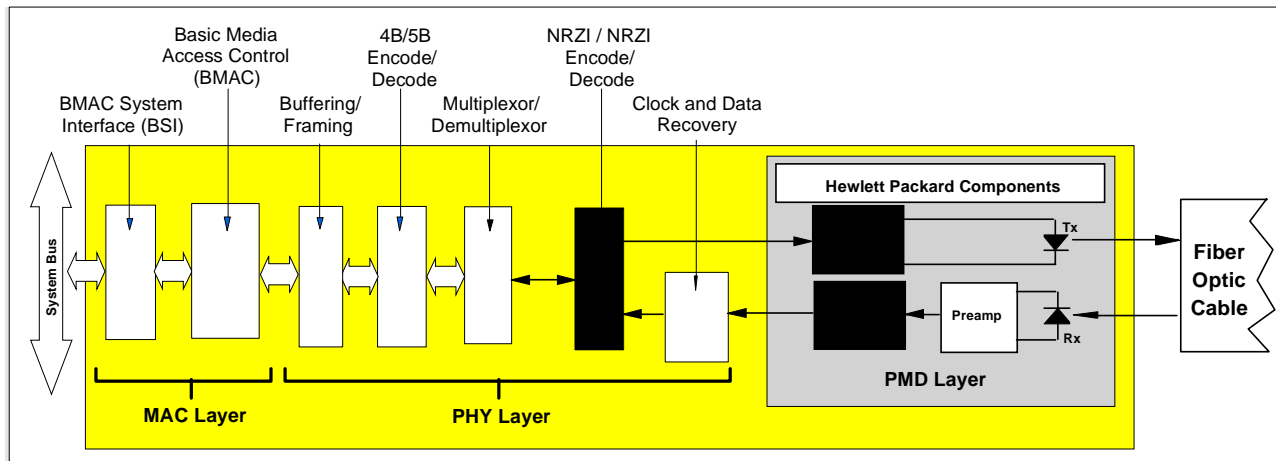 Basic Media
Access Control
(BMAC)
4B/5B
Encode/
Decode
NRZI / NRZI
Encode/
Decode
BMAC System
Interface (BSI)
Buffering/
Framing
Multiplexor/
Demultiplexor
Clock and Data
Recovery
Hewlett Packard Components
System Bus
Tx
Fiber
Optic
Cable
Preamp
Rx
PMD Layer
MAC Layer
PHY Layer